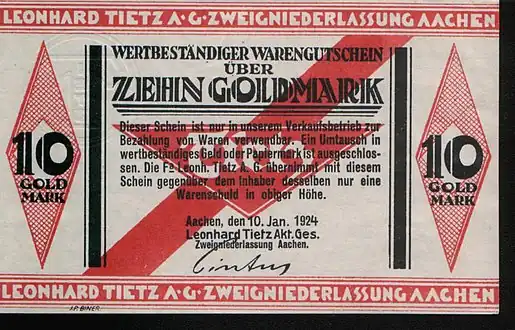 LEONHARD TIETZ A·G·ZWEIGNIEDERLASSUNG AACHEN
WERTBESTÄNDIGER WARENGUTSCHEIN
ÜBER
ZEHN GOLDMARK
Dieser Schein ist nur in unserem Verkaufsbetrieb zur
Bezahlung von Waren verwendbar. Ein Umtausch in
wertbeständiges Geld oder Papiermark ist ausgeschlos-
sen. Die Fa Leonh. Tietz A. G. übernimmt mit diesem
Schein gegenüber dem Inhaber desselben nur eine
Warenschuld in obiger Höhe.
Aachen, den 10. Jan. 1924
Leonhard Tietz Akt. Ges.
Zweigniederlassung Aachen.
10
GOLD
MARK
10
GOLD
MARK
LEONHARD TIETZ A·G·ZWEIGNIEDERLASSUNG AACHEN